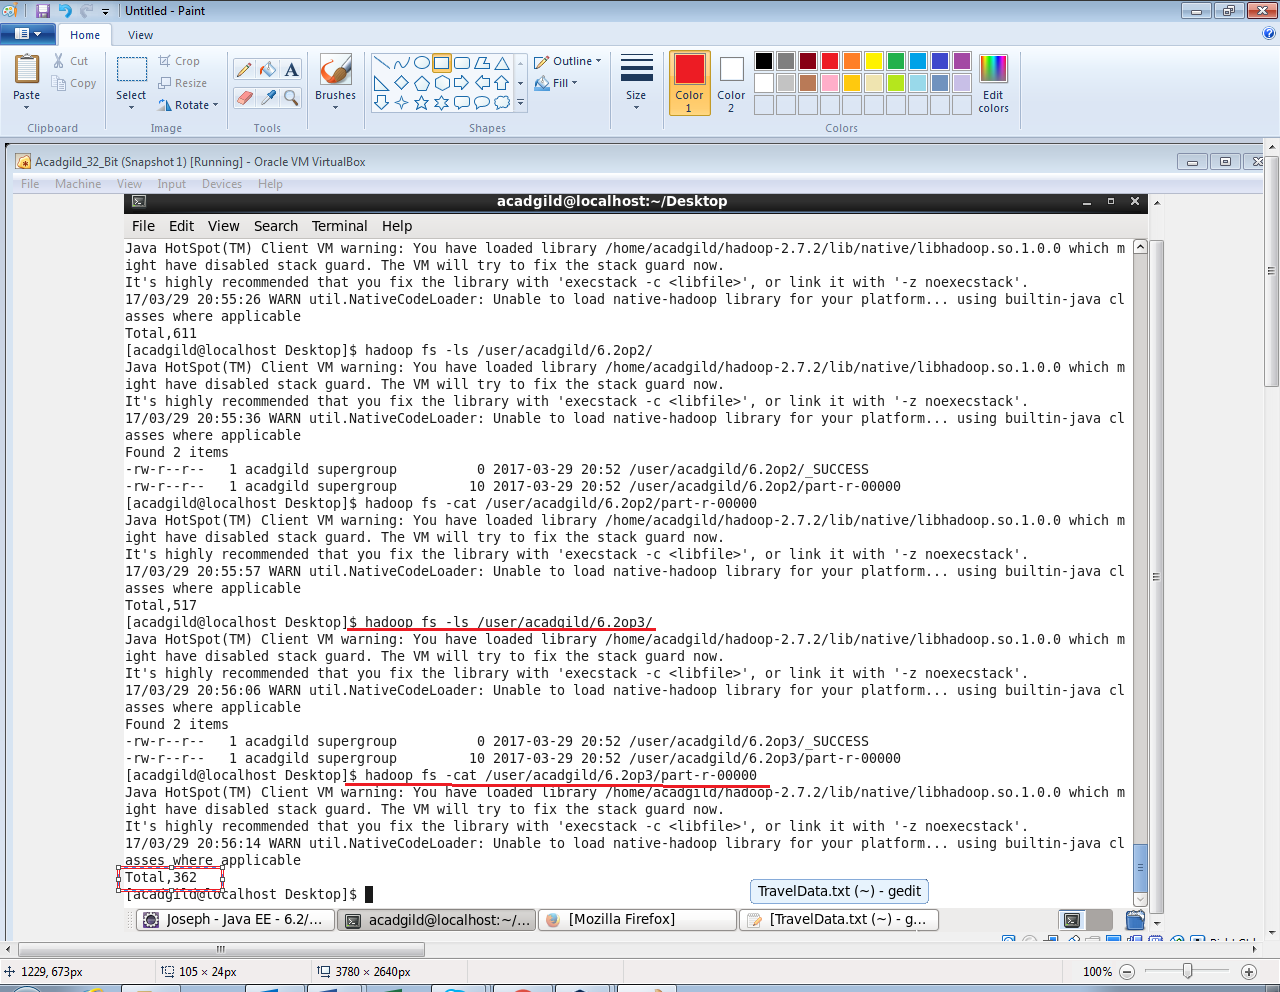 Untitled - Paint
Home
View
Paste
Cut
Copy
Clipboard
Select
Crop
Resize
Rotate
Image
A
Tools
Brushes
Outline
Fill
Shapes
Size
Color 1
Color 2
Edit colors
Colors
Acadgild_32_Bit (Snapshot 1) [Running] - Oracle VM VirtualBox
File Machine View Input Devices Help
acadgild@localhost:~/Desktop
File Edit View Search Terminal Help
Java HotSpot(TM) Client VM warning: You have loaded library /home/acadgild/hadoop-2.7.2/lib/native/libhadoop.so.1.0.0 which m
ight have disabled stack guard. The VM will try to fix the stack guard now.
It's highly recommended that you fix the library with 'execstack -c <libfile>', or link it with '-z noexecstack'.
17/03/29 20:55:26 WARN util.NativeCodeLoader: Unable to load native-hadoop library for your platform... using builtin-java cl
asses where applicable
Total,611
[acadgild@localhost Desktop]$ hadoop fs -ls /user/acadgild/6.2op2/
Java HotSpot(TM) Client VM warning: You have loaded library /home/acadgild/hadoop-2.7.2/lib/native/libhadoop.so.1.0.0 which m
ight have disabled stack guard. The VM will try to fix the stack guard now.
It's highly recommended that you fix the library with 'execstack -c <libfile>', or link it with '-z noexecstack'.
17/03/29 20:55:36 WARN util.NativeCodeLoader: Unable to load native-hadoop library for your platform... using builtin-java cl
asses where applicable
Found 2 items
-rw-r--r--   1 acadgild supergroup          0 2017-03-29 20:52 /user/acadgild/6.2op2/_SUCCESS
-rw-r--r--   1 acadgild supergroup         10 2017-03-29 20:52 /user/acadgild/6.2op2/part-r-00000
[acadgild@localhost Desktop]$ hadoop fs -cat /user/acadgild/6.2op2/part-r-00000
Java HotSpot(TM) Client VM warning: You have loaded library /home/acadgild/hadoop-2.7.2/lib/native/libhadoop.so.1.0.0 which m
ight have disabled stack guard. The VM will try to fix the stack guard now.
It's highly recommended that you fix the library with 'execstack -c <libfile>', or link it with '-z noexecstack'.
17/03/29 20:55:57 WARN util.NativeCodeLoader: Unable to load native-hadoop library for your platform... using builtin-java cl
asses where applicable
Total,517
[acadgild@localhost Desktop]$ hadoop fs -ls /user/acadgild/6.2op3/
Java HotSpot(TM) Client VM warning: You have loaded library /home/acadgild/hadoop-2.7.2/lib/native/libhadoop.so.1.0.0 which m
ight have disabled stack guard. The VM will try to fix the stack guard now.
It's highly recommended that you fix the library with 'execstack -c <libfile>', or link it with '-z noexecstack'.
17/03/29 20:56:06 WARN util.NativeCodeLoader: Unable to load native-hadoop library for your platform... using builtin-java cl
asses where applicable
Found 2 items
-rw-r--r--   1 acadgild supergroup          0 2017-03-29 20:52 /user/acadgild/6.2op3/_SUCCESS
-rw-r--r--   1 acadgild supergroup         10 2017-03-29 20:52 /user/acadgild/6.2op3/part-r-00000
[acadgild@localhost Desktop]$ hadoop fs -cat /user/acadgild/6.2op3/part-r-00000
Java HotSpot(TM) Client VM warning: You have loaded library /home/acadgild/hadoop-2.7.2/lib/native/libhadoop.so.1.0.0 which m
ight have disabled stack guard. The VM will try to fix the stack guard now.
It's highly recommended that you fix the library with 'execstack -c <libfile>', or link it with '-z noexecstack'.
17/03/29 20:56:14 WARN util.NativeCodeLoader: Unable to load native-hadoop library for your platform... using builtin-java cl
asses where applicable
Total,362
[acadgild@localhost Desktop]$
TravelData.txt (~) - gedit
Joseph - Java EE - 6.2/... acadgild@localhost:~/... [Mozilla Firefox] [TravelData.txt (~) - g...
1229, 673px 105 × 24px 3780 × 2640px 100%